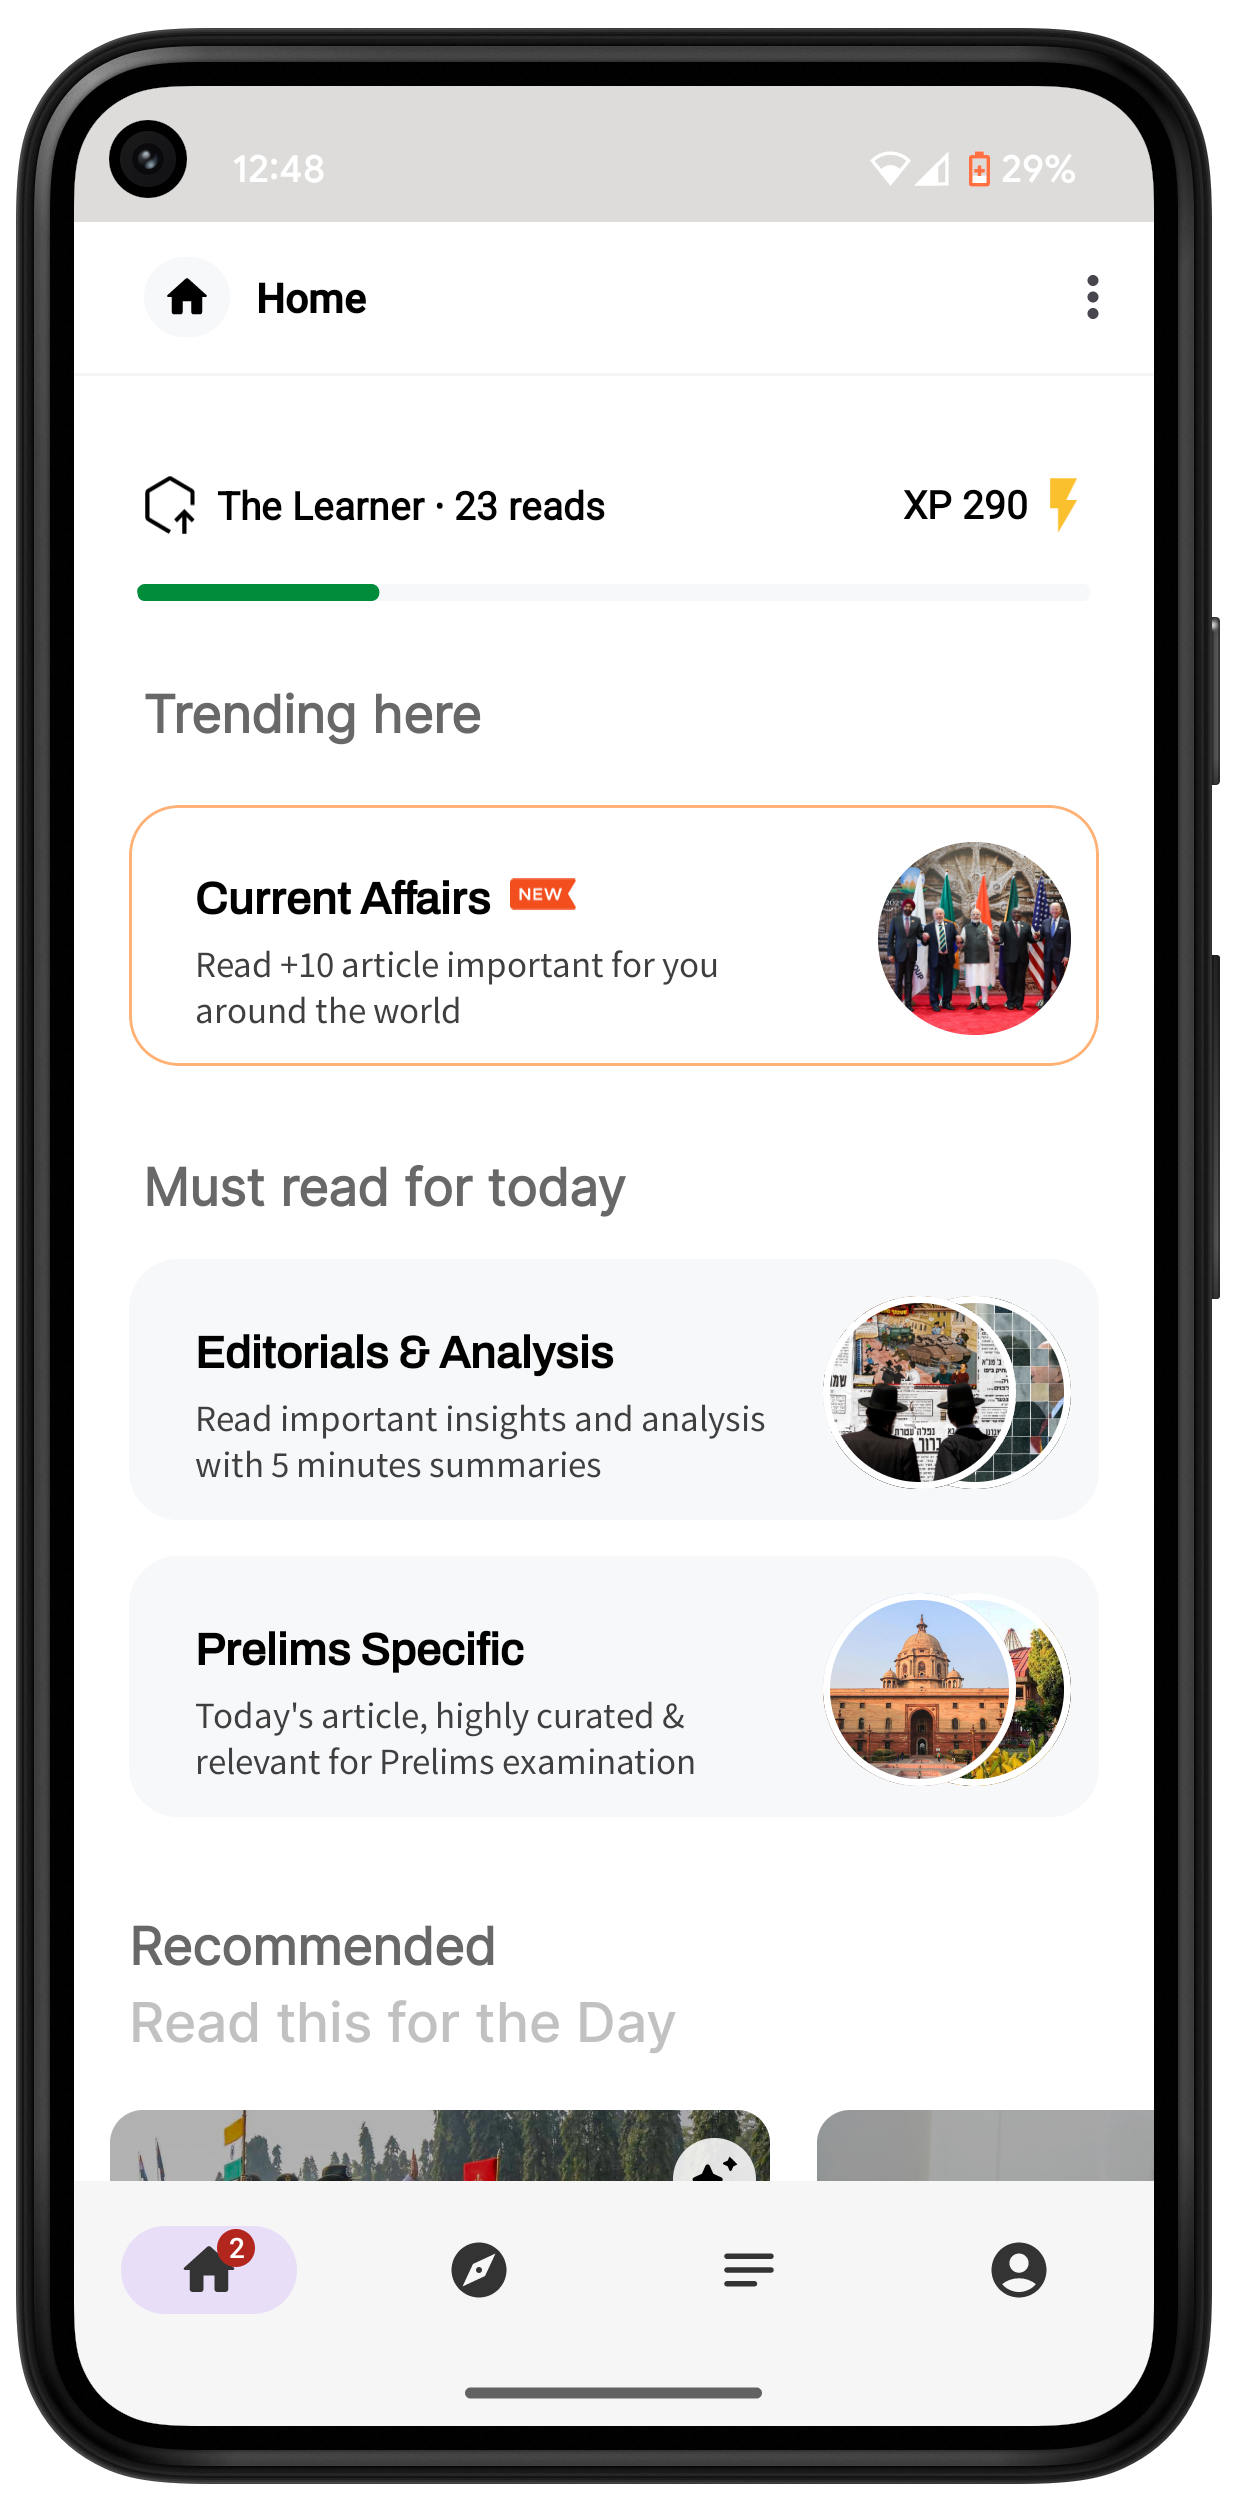 12:48 29%
Home
The Learner · 23 reads XP 290
Trending here
Current Affairs NEW
Read +10 article important for you
around the world
Must read for today
Editorials & Analysis
Read important insights and analysis
with 5 minutes summaries
Prelims Specific
Today's article, highly curated &
relevant for Prelims examination
Recommended
Read this for the Day
2